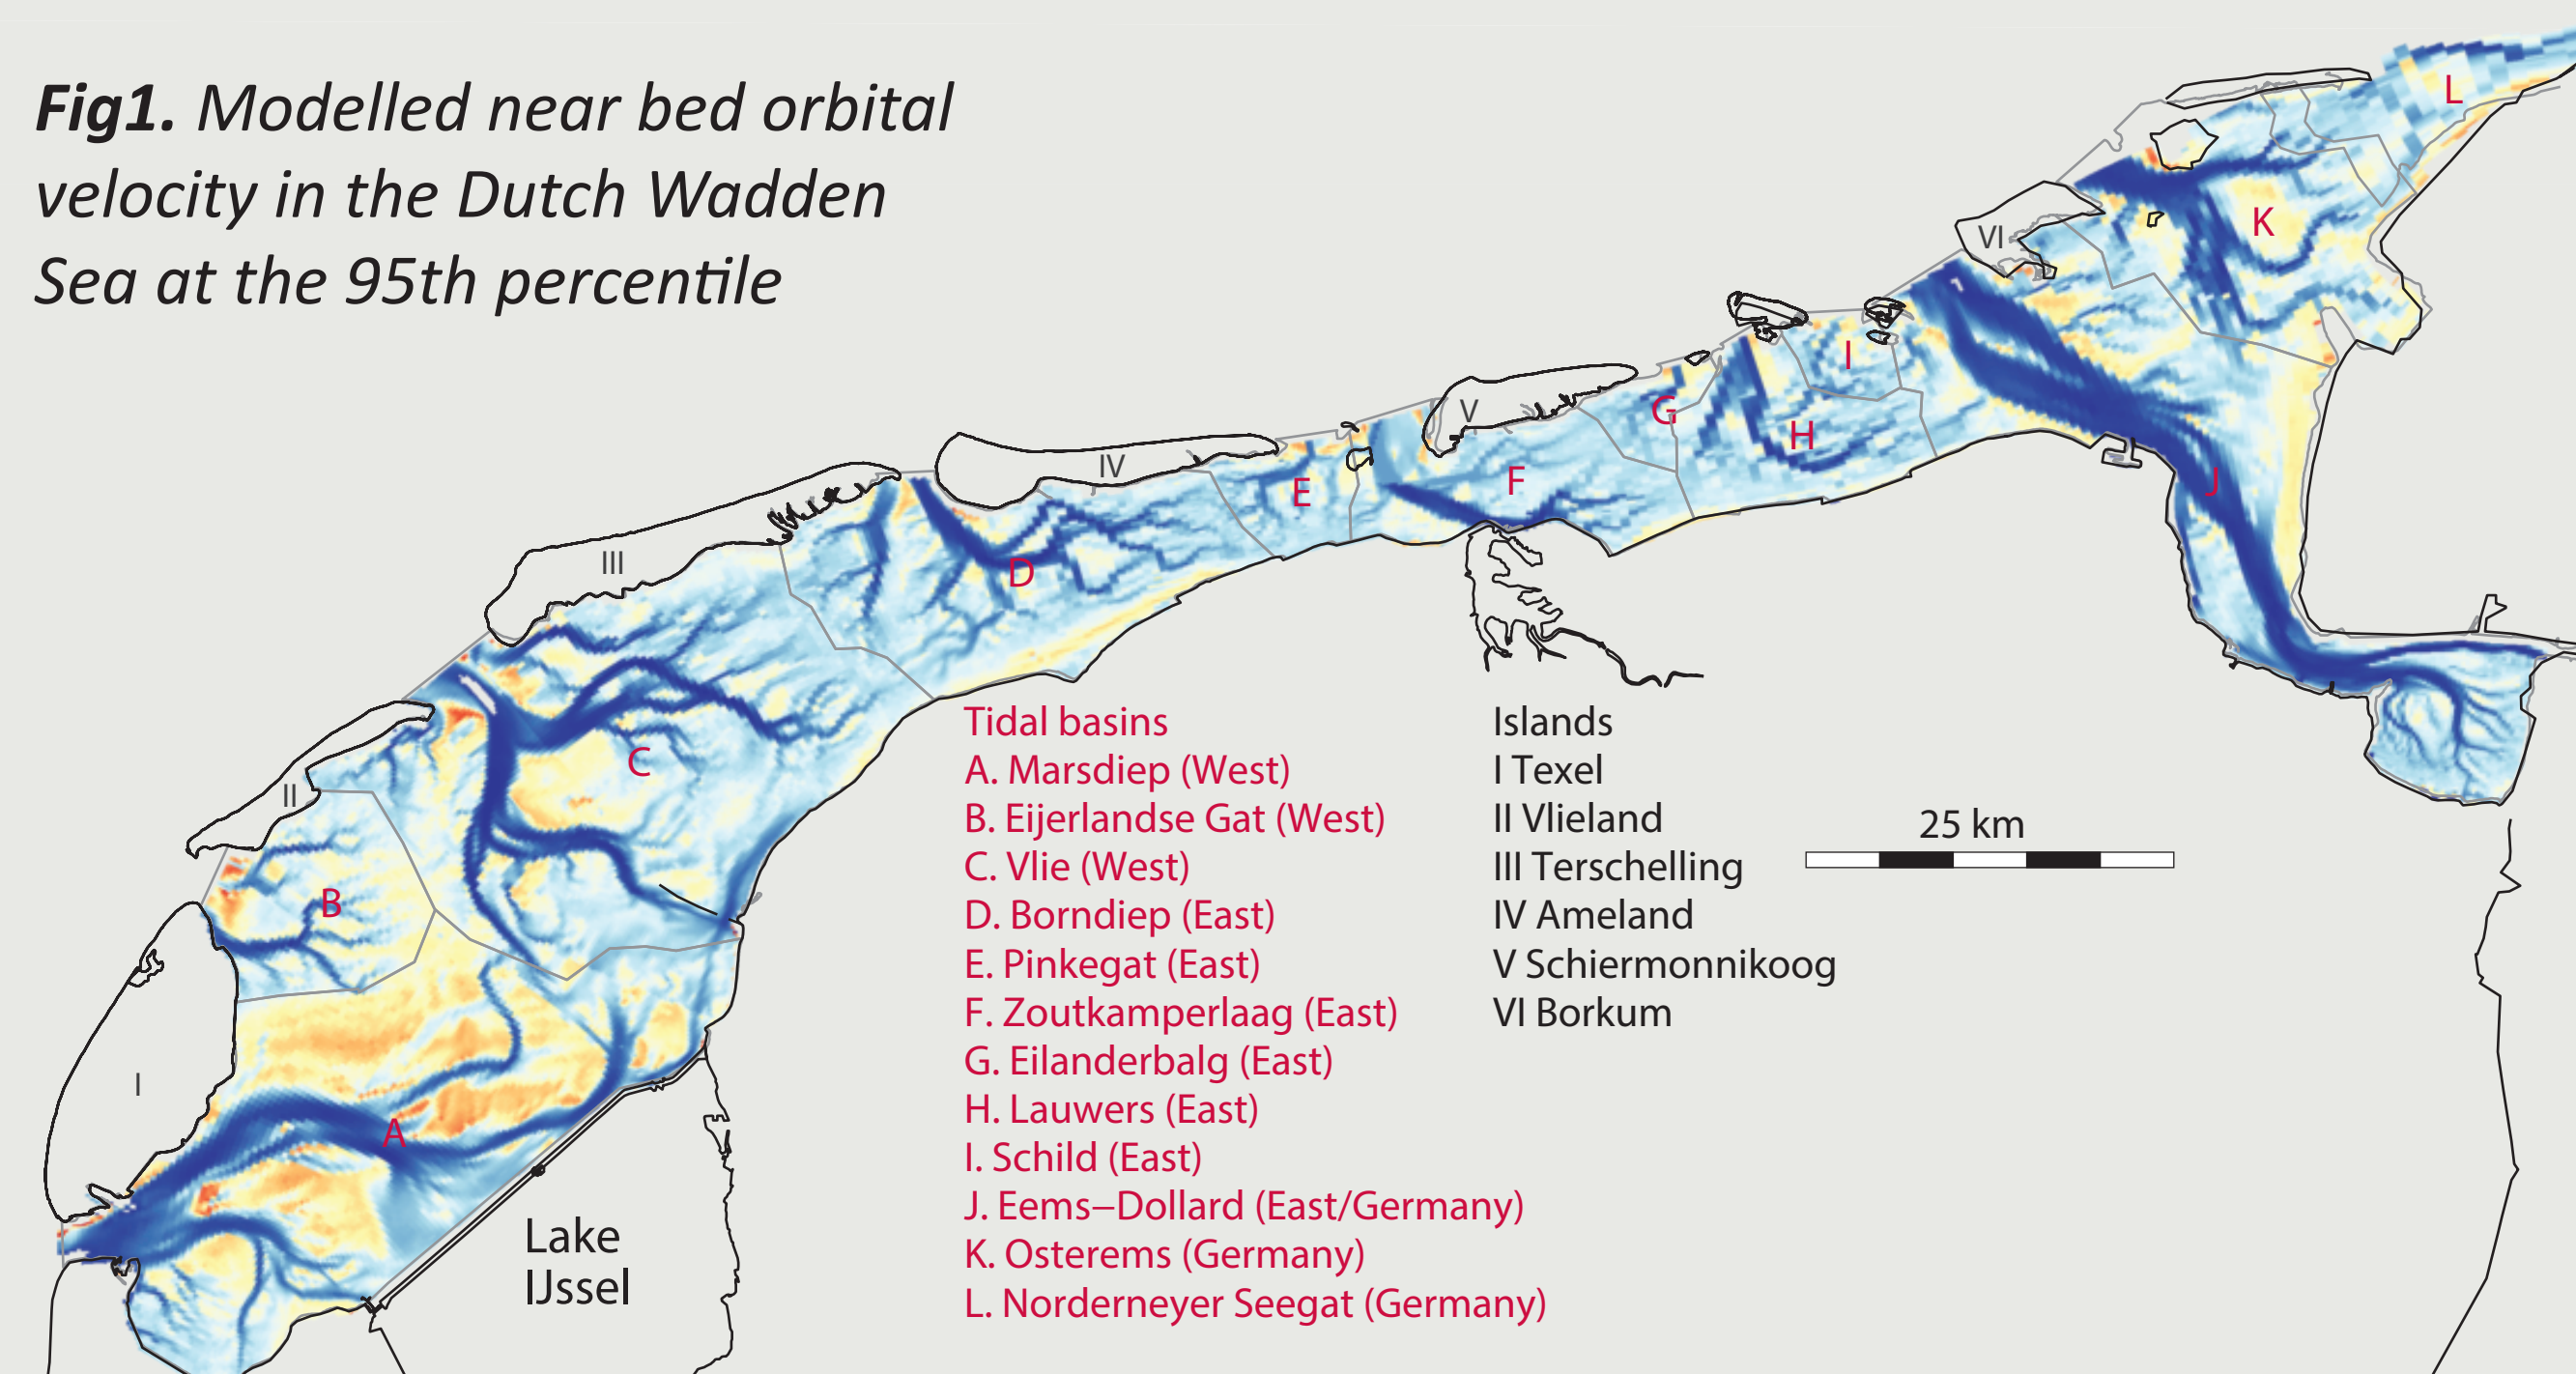 Fig1. Modelled near bed orbital
velocity in the Dutch Wadden
Sea at the 95th percentile
L
K
VI
I
G
V
H
IV
F
E
J
III
D
C
II
B
I
A
Lake
IJssel
Tidal basins
A. Marsdiep (West)
B. Eijerlandse Gat (West)
C. Vlie (West)
D. Borndiep (East)
E. Pinkegat (East)
F. Zoutkamperlaag (East)
G. Eilanderbalg (East)
H. Lauwers (East)
I. Schild (East)
J. Eems–Dollard (East/Germany)
K. Osterems (Germany)
L. Norderneyer Seegat (Germany)
Islands
I Texel
II Vlieland
III Terschelling
IV Ameland
V Schiermonnikoog
VI Borkum
25 km